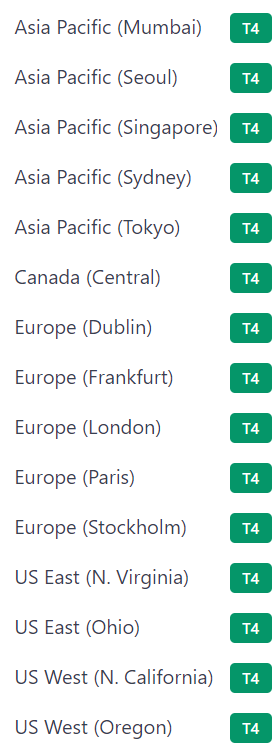 Asia Pacific (Mumbai) T4
Asia Pacific (Seoul) T4
Asia Pacific (Singapore) T4
Asia Pacific (Sydney) T4
Asia Pacific (Tokyo) T4
Canada (Central) T4
Europe (Dublin) T4
Europe (Frankfurt) T4
Europe (London) T4
Europe (Paris) T4
Europe (Stockholm) T4
US East (N. Virginia) T4
US East (Ohio) T4
US West (N. California) T4
US West (Oregon) T4